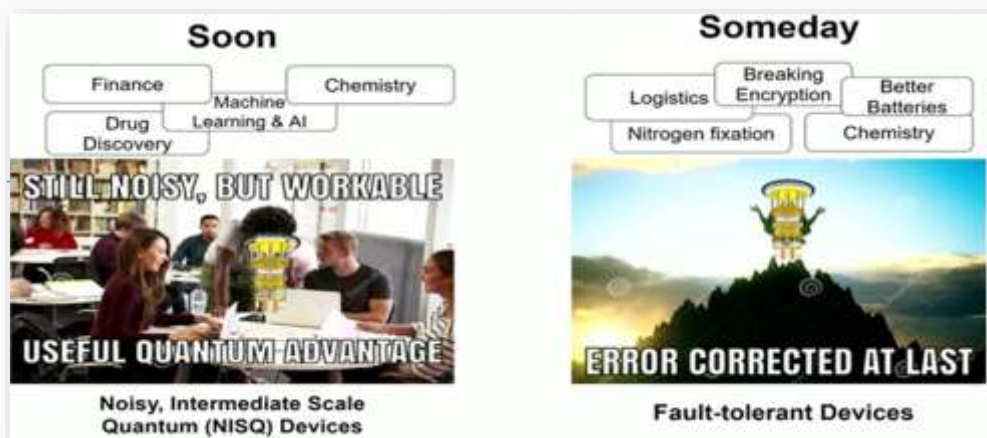 Soon
Finance
Chemistry
Machine
Learning & AI
Drug
Discovery
STILL NOISY, BUT WORKABLE
USEFUL QUANTUM ADVANTAGE
Noisy, Intermediate Scale
Quantum (NISQ) Devices
Someday
Logistics
Breaking
Encryption
Better
Batteries
Nitrogen fixation
Chemistry
ERROR CORRECTED AT LAST
Fault-tolerant Devices